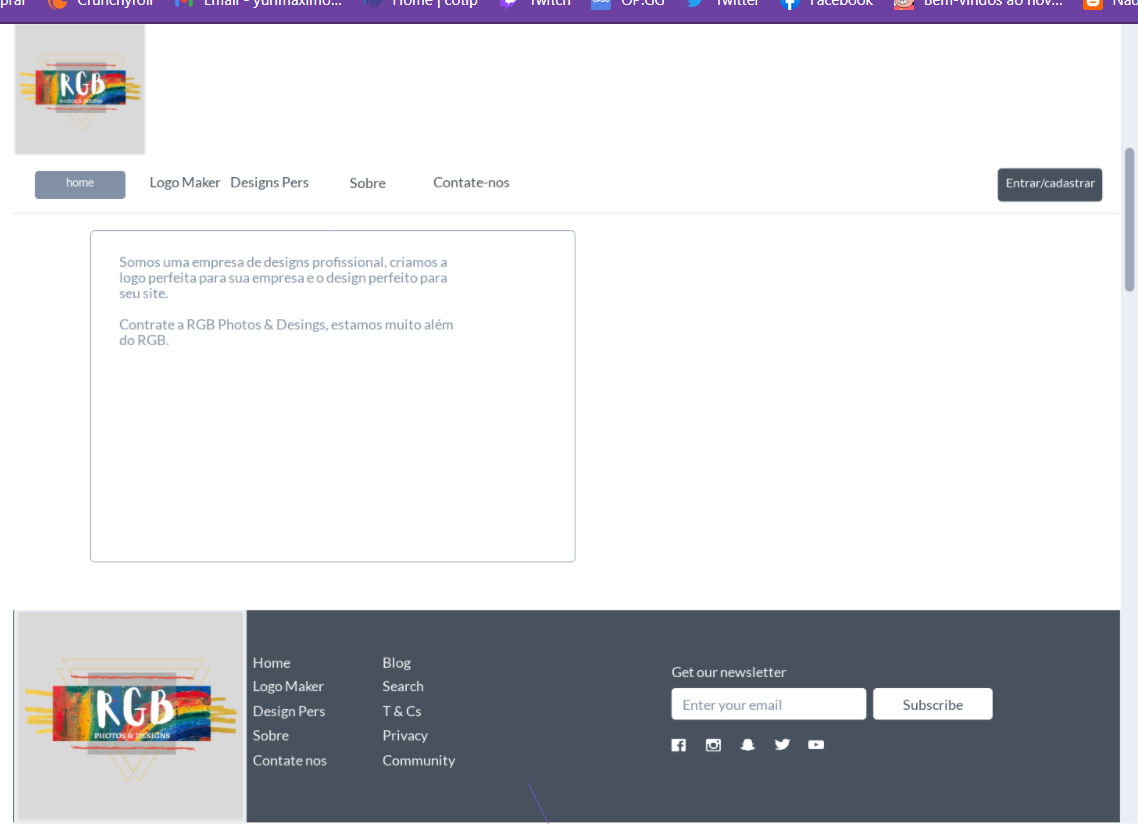 Crunchyroll Email - yurimaximo... Home | cotip Twitch OP.GG Twitter Facebook Bem-vindos ao nov...
RGB
PHOTOS & DESIGNS
home Logo Maker Designs Pers Sobre Contate-nos Entrar/cadastrar
Somos uma empresa de designs profissional, criamos a
logo perfeita para sua empresa e o design perfeito para
seu site.
Contrate a RGB Photos & Desings, estamos muito além
do RGB.
RGB
PHOTOS & DESIGNS
Home
Logo Maker
Design Pers
Sobre
Contate nos
Blog
Search
T & Cs
Privacy
Community
Get our newsletter
Enter your email Subscribe